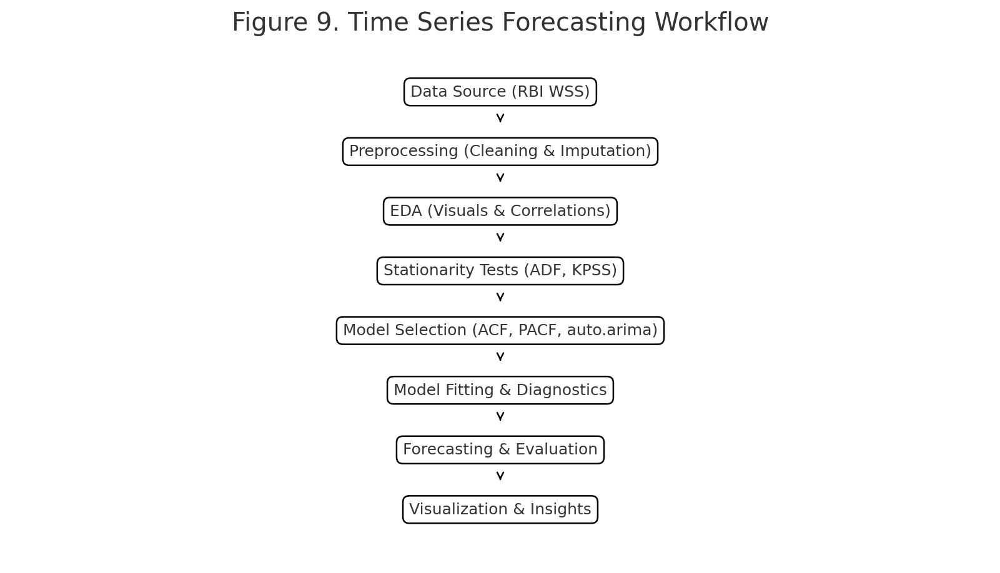 Figure 9. Time Series Forecasting Workflow
Data Source (RBI WSS)
Preprocessing (Cleaning & Imputation)
EDA (Visuals & Correlations)
Stationarity Tests (ADF, KPSS)
Model Selection (ACF, PACF, auto.arima)
Model Fitting & Diagnostics
Forecasting & Evaluation
Visualization & Insights